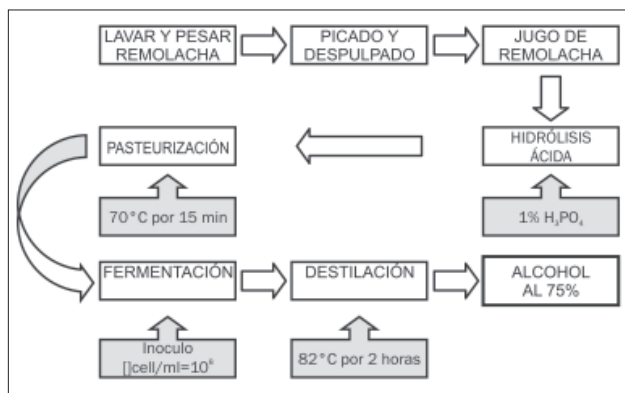 LAVAR Y PESAR
REMOLACHA
PICADO Y
DESPULPADO
JUGO DE
REMOLACHA
HIDRÓLISIS
ÁCIDA
PASTEURIZACIÓN
70°C por 15 min
1% H₃PO₄
FERMENTACIÓN
DESTILACIÓN
ALCOHOL
AL 75%
Inoculo
[]cell/ml=10⁸
82°C por 2 horas